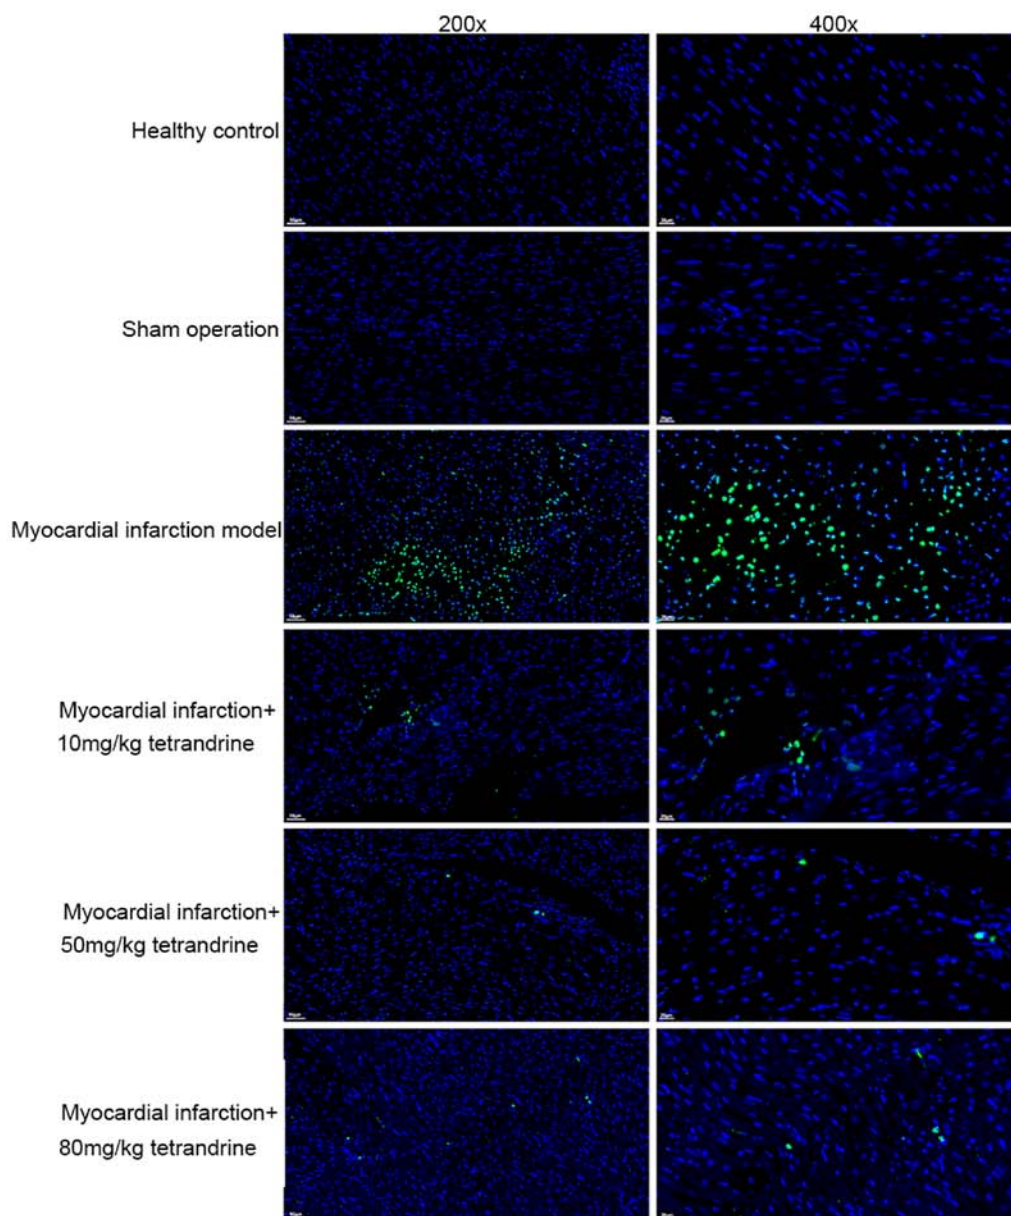 200x 400x
Healthy control
Sham operation
Myocardial infarction model
Myocardial infarction+
10mg/kg tetrandrine
Myocardial infarction+
50mg/kg tetrandrine
Myocardial infarction+
80mg/kg tetrandrine